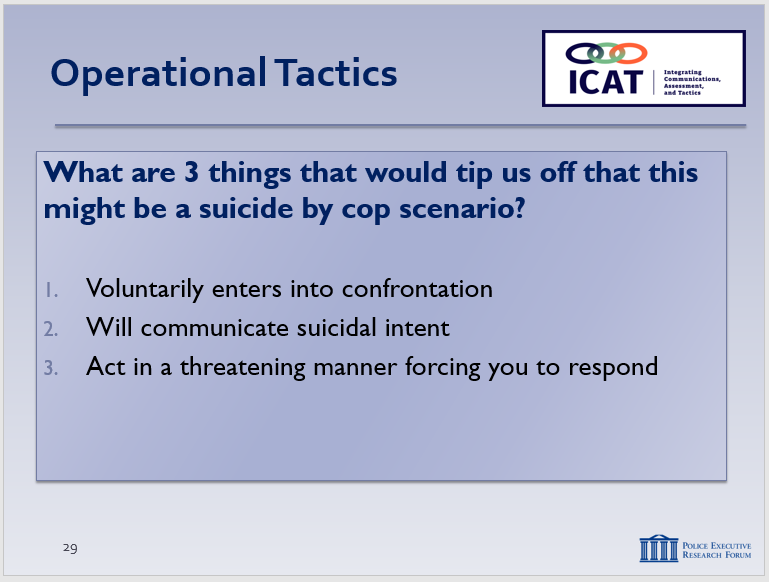 Operational Tactics
ICAT
Integrating
Communications,
Assessment,
and Tactics
What are 3 things that would tip us off that this
might be a suicide by cop scenario?
1. Voluntarily enters into confrontation
2. Will communicate suicidal intent
3. Act in a threatening manner forcing you to respond
29
POLICE EXECUTIVE
RESEARCH FORUM